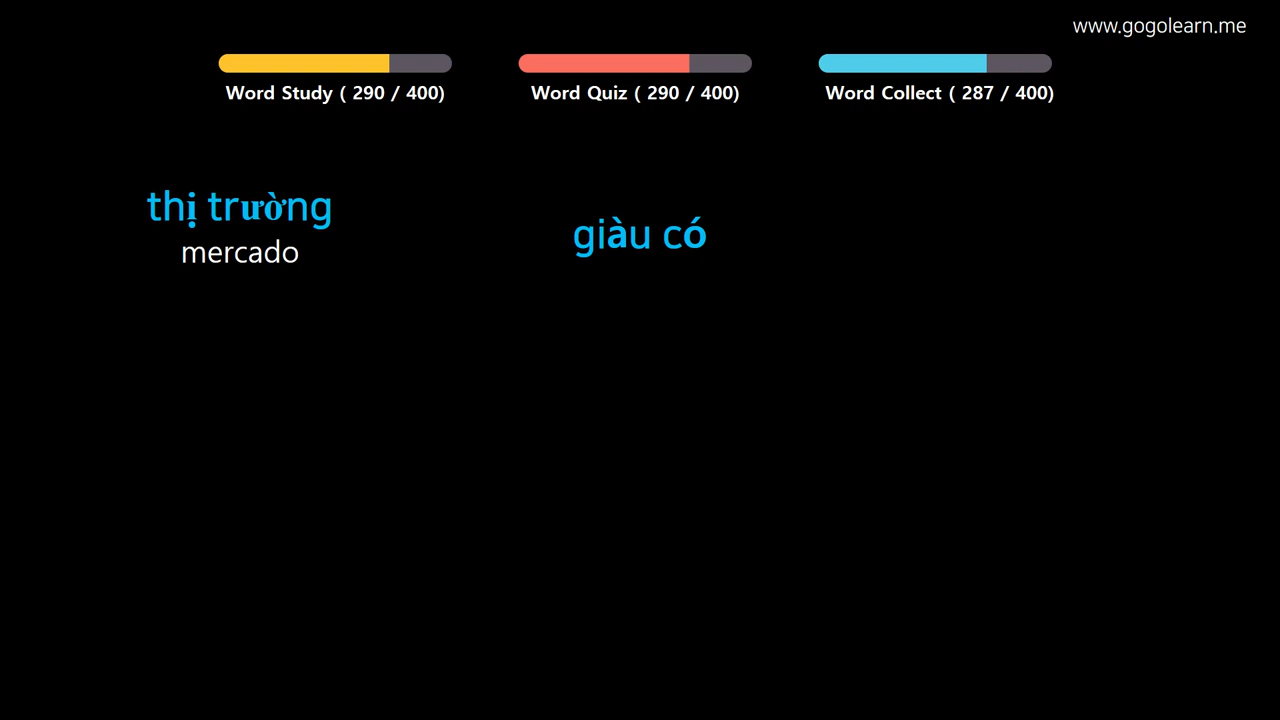 www.gogolearn.me
Word Study ( 290 / 400)
Word Quiz ( 290 / 400)
Word Collect ( 287 / 400)
thị trường
mercado
giàu có